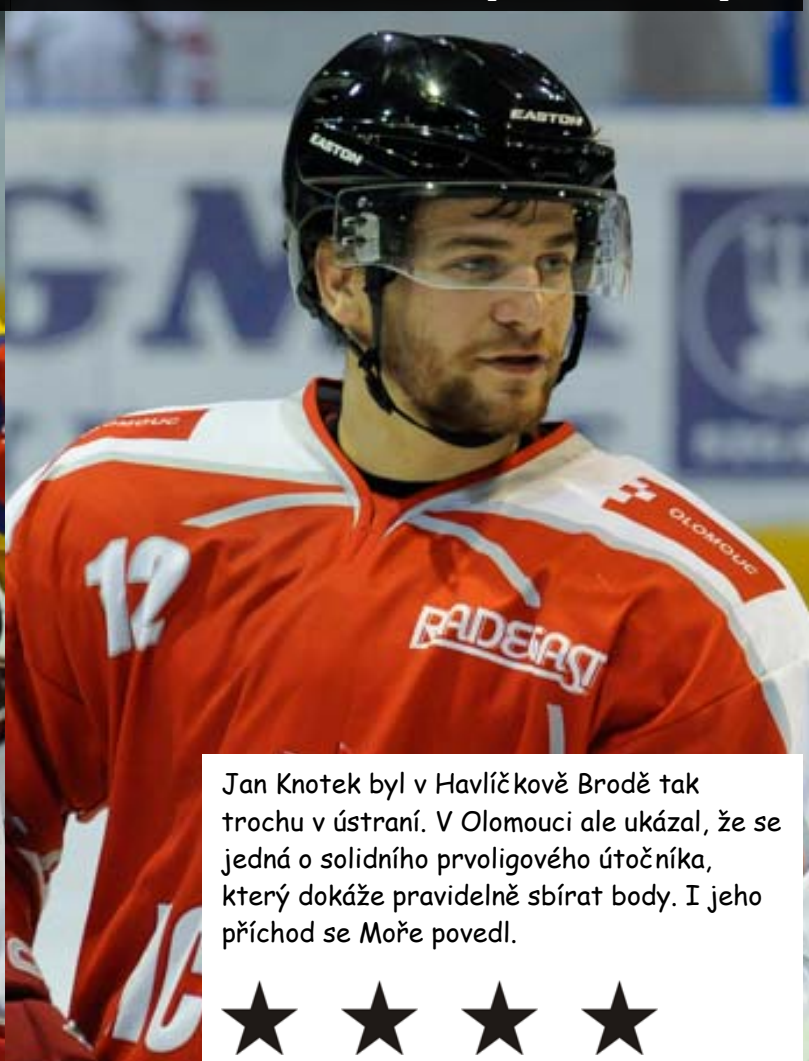 EASTON
EASTON
OLOMOUC
OLOMOUC
12
RADEGAST
Jan Knotek byl v Havlíčkově Brodě tak
trochu v ústraní. V Olomouci ale ukázal, že se
jedná o solidního prvoligového útočníka,
který dokáže pravidelně sbírat body. I jeho
příchod se Moře povedl.